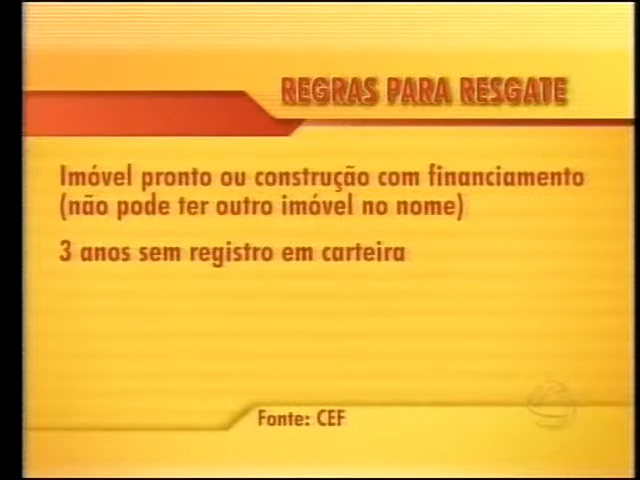 REGRAS PARA RESGATE
Imóvel pronto ou construção com financiamento
(não pode ter outro imóvel no nome)
3 anos sem registro em carteira
Fonte: CEF